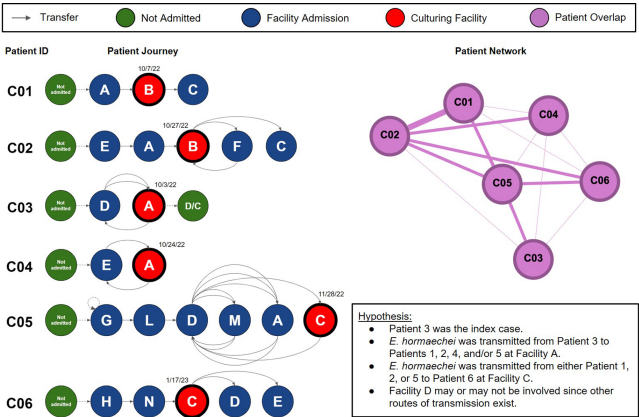 Transfer
Not Admitted
Facility Admission
Culturing Facility
Patient Overlap
Patient ID
Patient Journey
Patient Network
C01
Not admitted
A
10/7/22
B
C
C02
Not admitted
E
A
10/27/22
B
F
C
C03
Not admitted
D
10/3/22
A
D/C
C04
Not admitted
E
10/24/22
A
C05
Not admitted
G
L
D
M
A
11/28/22
C
C06
Not admitted
H
N
1/17/23
C
D
E
C01
C02
C04
C05
C06
C03
Hypothesis:
• Patient 3 was the index case.
• E. hormaechei was transmitted from Patient 3 to
Patients 1, 2, 4, and/or 5 at Facility A.
• E. hormaechei was transmitted from either Patient 1,
2, or 5 to Patient 6 at Facility C.
• Facility D may or may not be involved since other
routes of transmission exist.